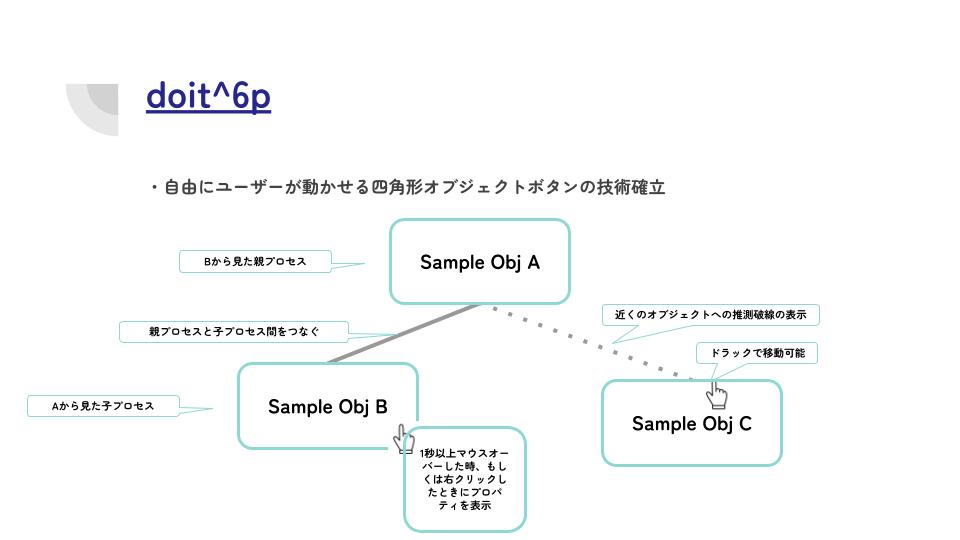 doit^6p
・自由にユーザーが動かせる四角形オブジェクトボタンの技術確立
Sample Obj A
Bから見た親プロセス
近くのオブジェクトへの推測破線の表示
親プロセスと子プロセス間をつなぐ
ドラックで移動可能
Sample Obj B
Aから見た子プロセス
Sample Obj C
1秒以上マウスオー
バーした時、もし
くは右クリックし
たときにプロパ
ティを表示